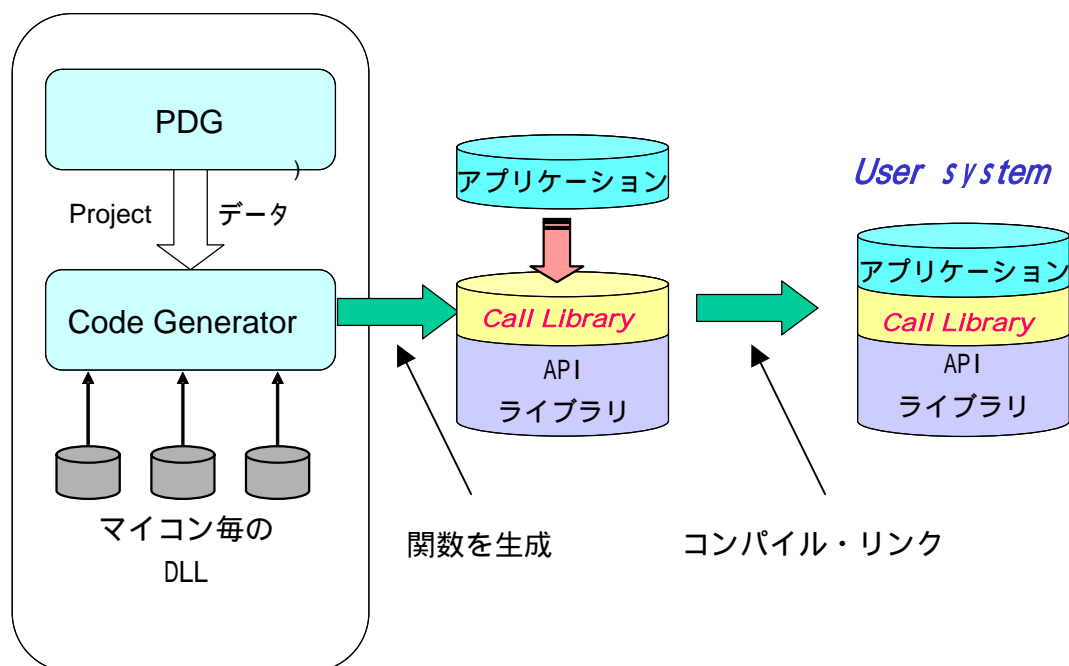 PDG
)
Project データ
Code Generator
マイコン毎の
DLL
アプリケーション
Call Library
API
ライブラリ
関数を生成
コンパイル・リンク
User system
アプリケーション
Call Library
API
ライブラリ